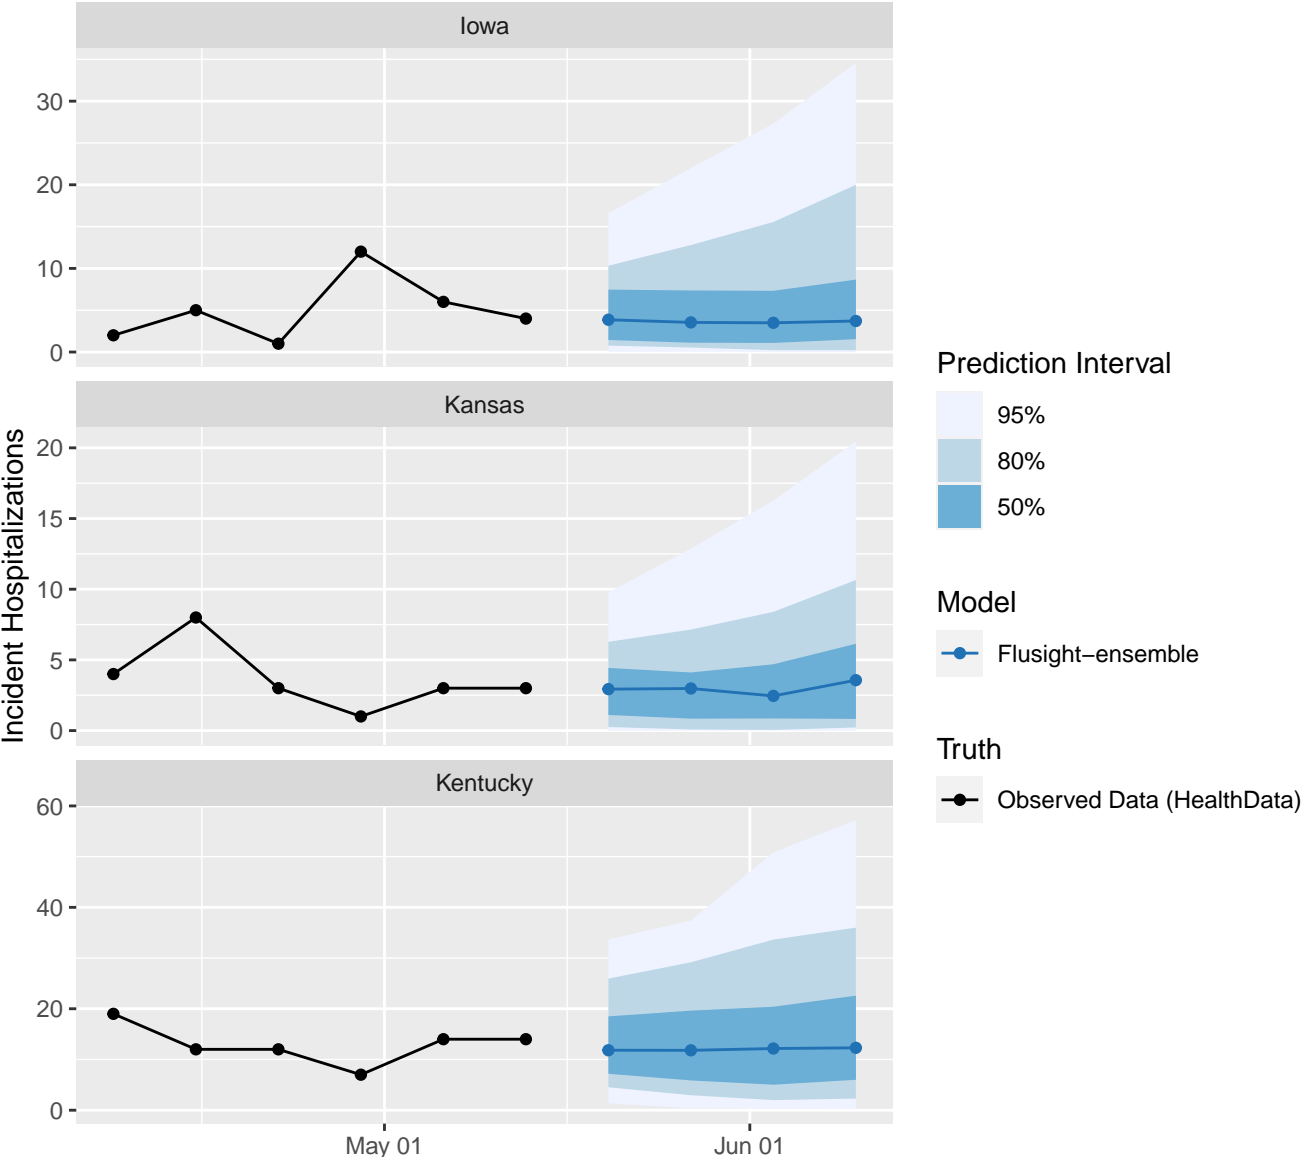 Iowa
30
20
10
0
Kansas
20
15
10
5
0
Kentucky
60
40
20
0
May 01
Jun 01
Incident Hospitalizations
Prediction Interval
95%
80%
50%
Model
Flusight−ensemble
Truth
Observed Data (HealthData)